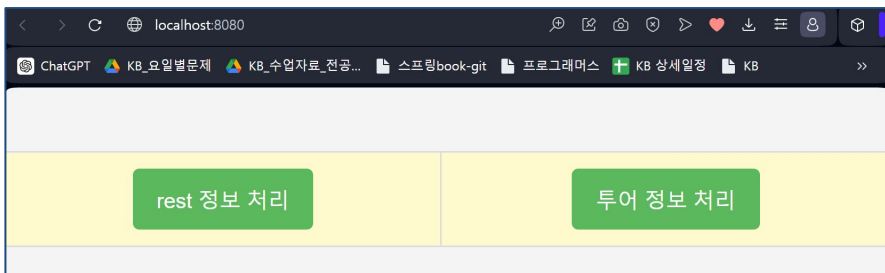 localhost:8080
ChatGPT KB_요일별문제 KB_수업자료_전공... 스프링book-git 프로그래머스 KB 상세일정 KB »
rest 정보 처리 투어 정보 처리